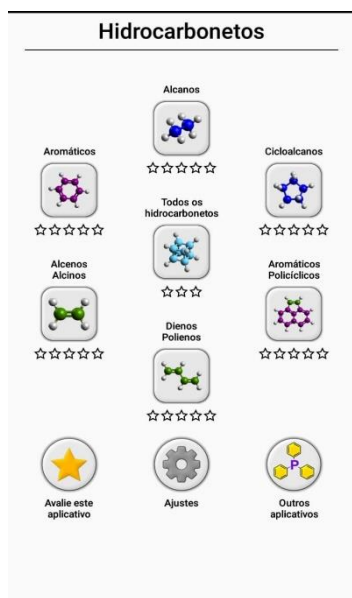 Hidrocarbonetos
Alcanos
Aromáticos
Cicloalcanos
Todos os
hidrocarbonetos
Alcenos
Alcinos
Aromáticos
Policíclicos
Dienos
Polienos
P
Avalie este
aplicativo
Ajustes
Outros
aplicativos